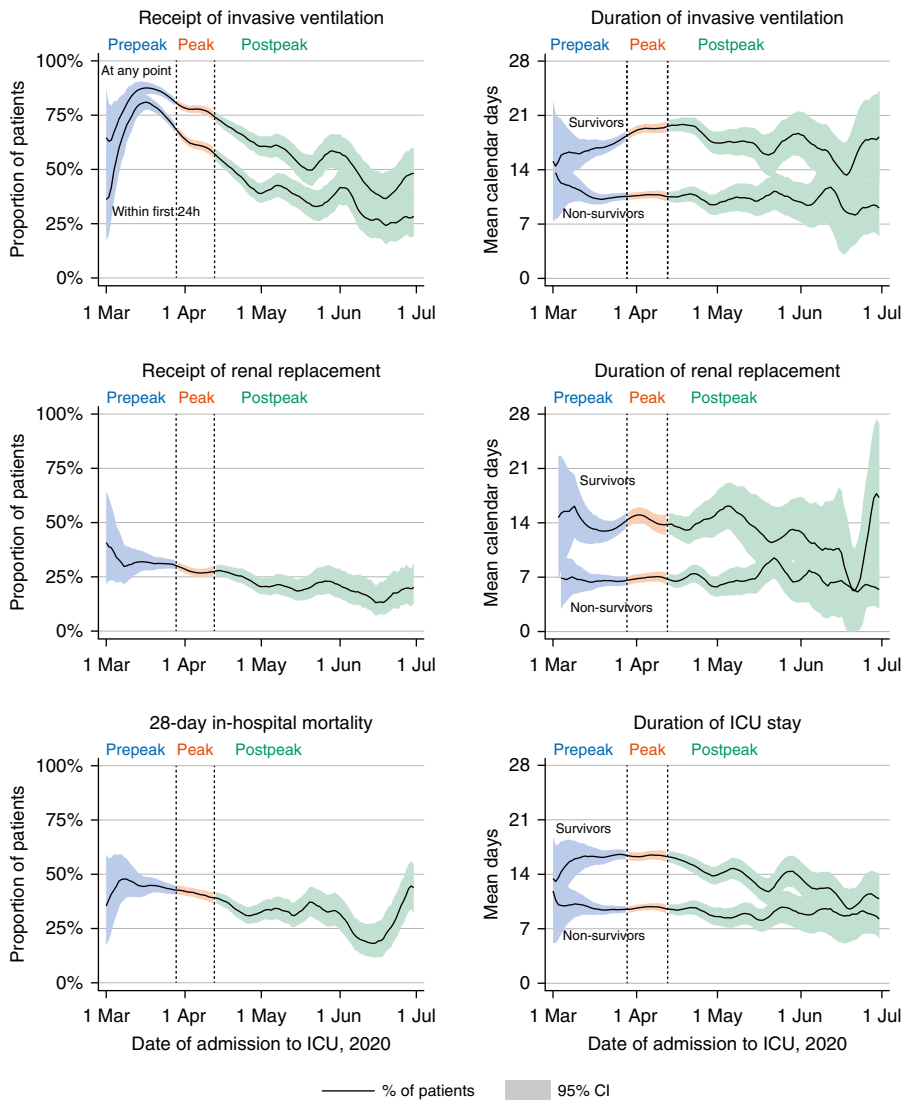 Receipt of invasive ventilation
Prepeak Peak Postpeak
100%
At any point
75%
50%
Within first 24h
25%
0%
Proportion of patients
1 Mar 1 Apr 1 May 1 Jun 1 Jul
Duration of invasive ventilation
Prepeak Peak Postpeak
28
21
Survivors
14
Non-survivors
7
0
Mean calendar days
1 Mar 1 Apr 1 May 1 Jun 1 Jul
Receipt of renal replacement
Prepeak Peak Postpeak
100%
75%
50%
25%
0%
Proportion of patients
1 Mar 1 Apr 1 May 1 Jun 1 Jul
Duration of renal replacement
Prepeak Peak Postpeak
28
21
Survivors
14
7
Non-survivors
0
Mean calendar days
1 Mar 1 Apr 1 May 1 Jun 1 Jul
28-day in-hospital mortality
Prepeak Peak Postpeak
100%
75%
50%
25%
0%
Proportion of patients
1 Mar 1 Apr 1 May 1 Jun 1 Jul
Date of admission to ICU, 2020
Duration of ICU stay
Prepeak Peak Postpeak
28
21
Survivors
14
7
Non-survivors
0
Mean days
1 Mar 1 Apr 1 May 1 Jun 1 Jul
Date of admission to ICU, 2020
% of patients 95% CI